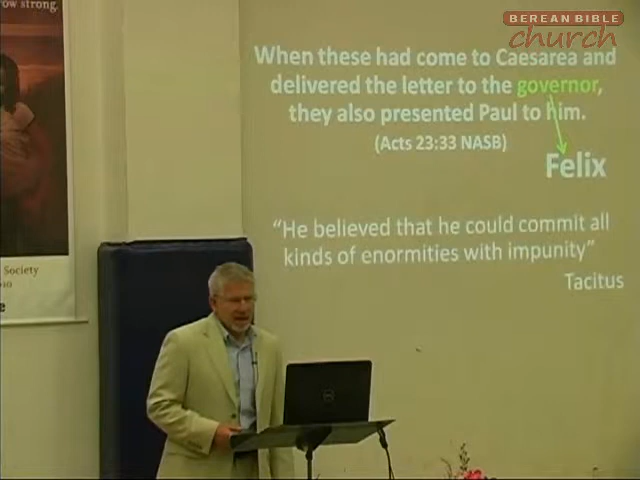 ow strong.
BEREAN BIBLE
church
When these had come to Caesarea and
delivered the letter to the governor,
they also presented Paul to him.
(Acts 23:33 NASB)
Felix
"He believed that he could commit all
kinds of enormities with impunity"
Tacitus
Society
DELL